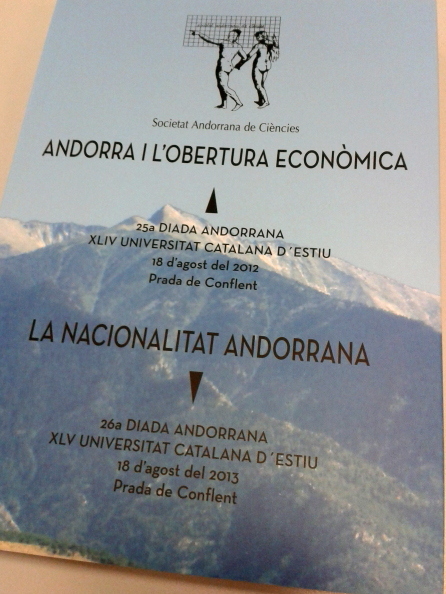 Societat Andorrana de Ciències
ANDORRA I L'OBERTURA ECONÒMICA
25a DIADA ANDORRANA
XLIV UNIVERSITAT CATALANA D´ESTIU
18 d'agost del 2012
Prada de Conflent
LA NACIONALITAT ANDORRANA
26a DIADA ANDORRANA
XLV UNIVERSITAT CATALANA D´ESTIU
18 d'agost del 2013
Prada de Conflent